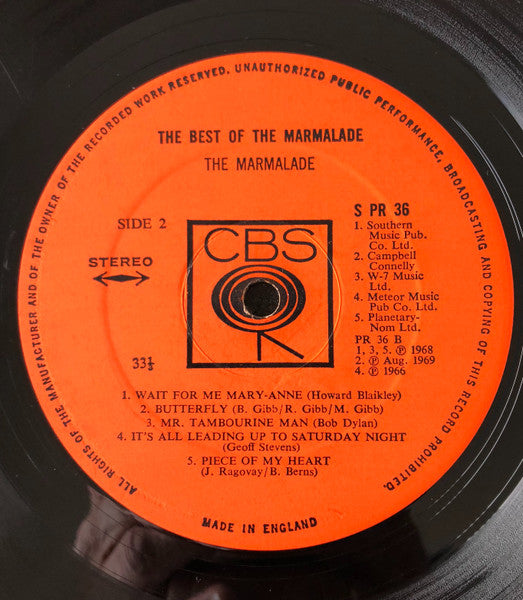 ALL RIGHTS OF THE MANUFACTURER AND OF THE OWNER OF THE RECORDED WORK RESERVED. UNAUTHORIZED PUBLIC PERFORMANCE, BROADCASTING AND COPYING OF THIS RECORD PROHIBITED.
THE BEST OF THE MARMALADE
THE MARMALADE
SIDE 2
STEREO
33⅓
CBS
S PR 36
1. Southern
Music Pub.
Co. Ltd.
2. Campbell
Connelly
3. W-7 Music
Ltd.
4. Meteor Music
Pub Co. Ltd.
5. Planetary-
Nom Ltd.
PR 36 B
1, 3, 5. ℗ 1968
2. ℗ Aug. 1969
4. ℗ 1966
1. WAIT FOR ME MARY-ANNE (Howard Blaikley)
2. BUTTERFLY (B. Gibb/R. Gibb/M. Gibb)
3. MR. TAMBOURINE MAN (Bob Dylan)
4. IT'S ALL LEADING UP TO SATURDAY NIGHT
(Geoff Stevens)
5. PIECE OF MY HEART
(J. Ragovay/B. Berns)
MADE IN ENGLAND